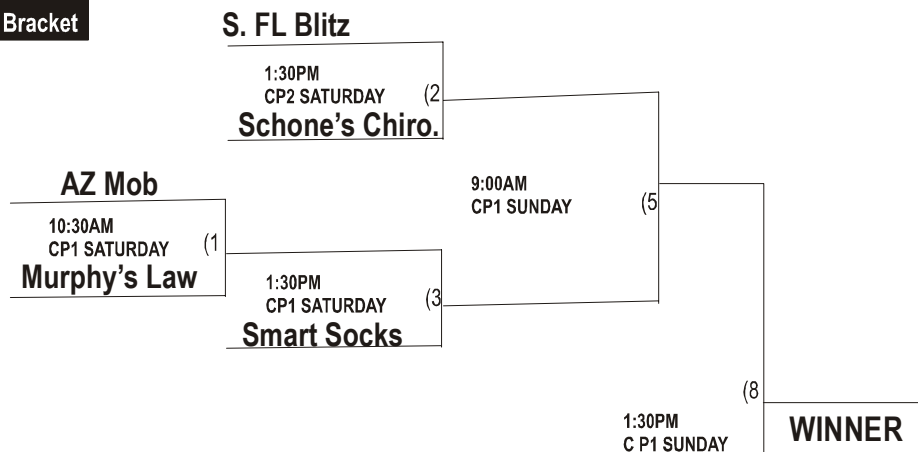 Bracket
S. FL Blitz
1:30PM
CP2 SATURDAY
(2
Schone's Chiro.
AZ Mob
10:30AM
CP1 SATURDAY
(1
Murphy's Law
9:00AM
CP1 SUNDAY
(5
1:30PM
CP1 SATURDAY
(3
Smart Socks
(8
1:30PM
C P1 SUNDAY
WINNER